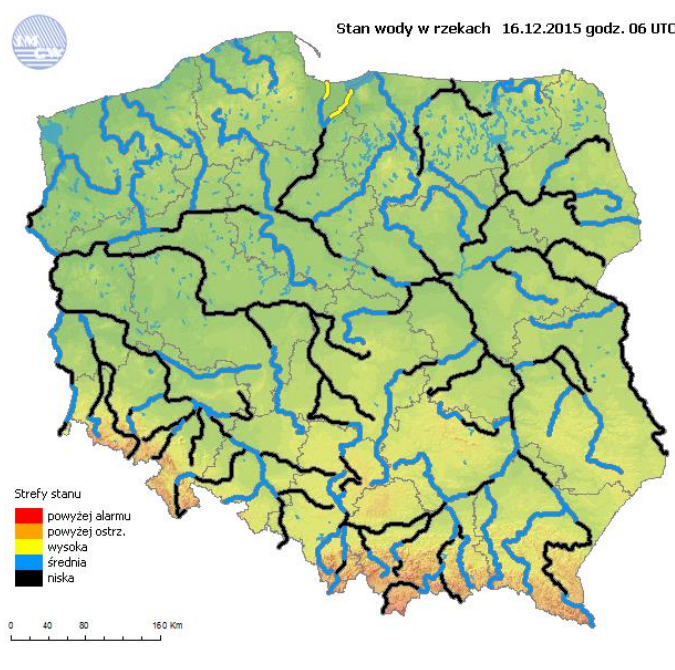 Stan wody w rzekach 16.12.2015 godz. 06 UTC
Strefy stanu
powyżej alarmu
powyżej ostrz.
wysoka
średnia
niska
0 40 80 160 Km